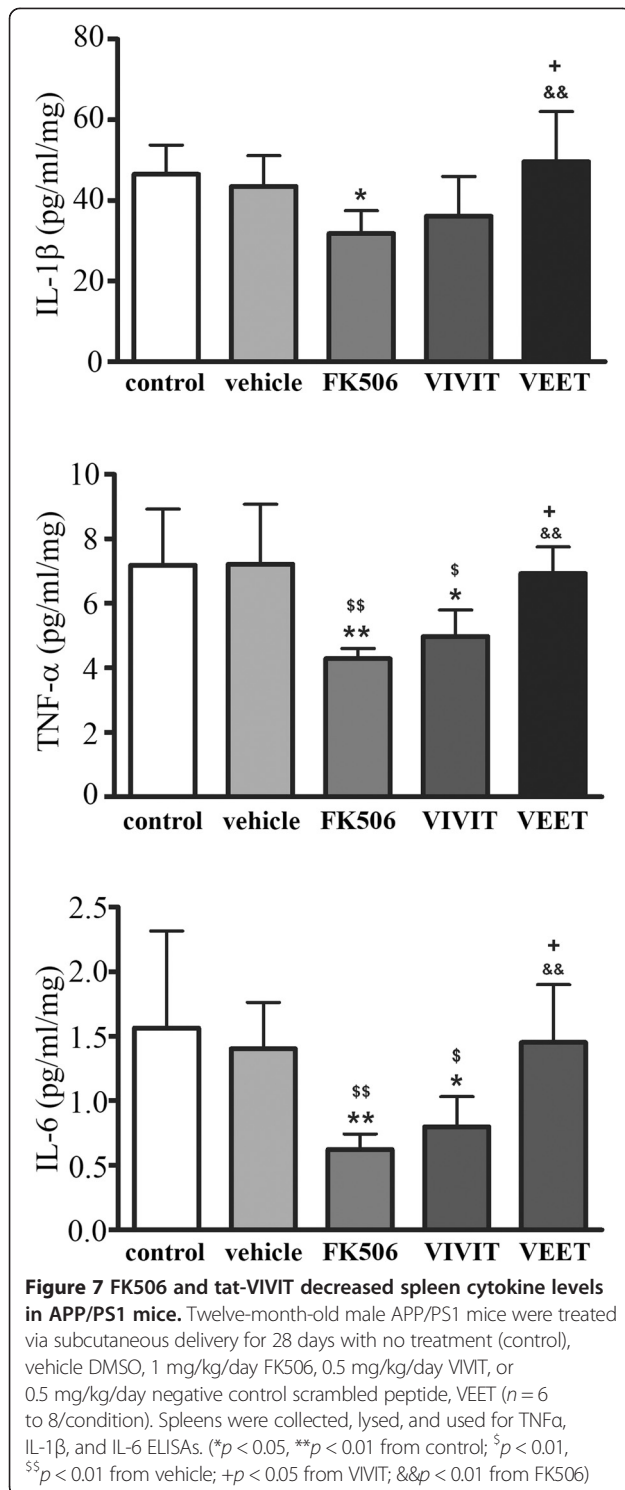 80
60
40
20
0
IL-1β (pg/ml/mg)
*
+
&&
control vehicle FK506 VIVIT VEET
10
8
6
4
2
0
TNF-α (pg/ml/mg)
$$
**
$
*
+
&&
control vehicle FK506 VIVIT VEET
2.5
2.0
1.5
1.0
0.5
0.0
IL-6 (pg/ml/mg)
$$
**
$
*
+
&&
control vehicle FK506 VIVIT VEET
Figure 7 FK506 and tat-VIVIT decreased spleen cytokine levels
in APP/PS1 mice. Twelve-month-old male APP/PS1 mice were treated
via subcutaneous delivery for 28 days with no treatment (control),
vehicle DMSO, 1 mg/kg/day FK506, 0.5 mg/kg/day VIVIT, or
0.5 mg/kg/day negative control scrambled peptide, VEET (n = 6
to 8/condition). Spleens were collected, lysed, and used for TNFα,
IL-1β, and IL-6 ELISAs. (*p < 0.05, **p < 0.01 from control; $p < 0.01,
$$p < 0.01 from vehicle; +p < 0.05 from VIVIT; &&p < 0.01 from FK506)